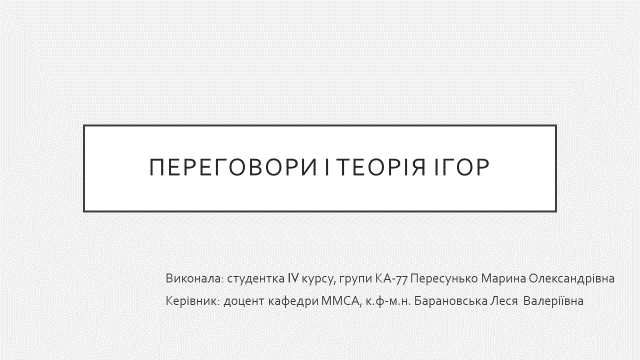 ПЕРЕГОВОРИ І ТЕОРІЯ ІГОР
Виконала: студентка IV курсу, групи КА-77 Пересунько Марина Олександрівна
Керівник: доцент кафедри ММСА, к.ф-м.н. Барановська Леся Валеріївна